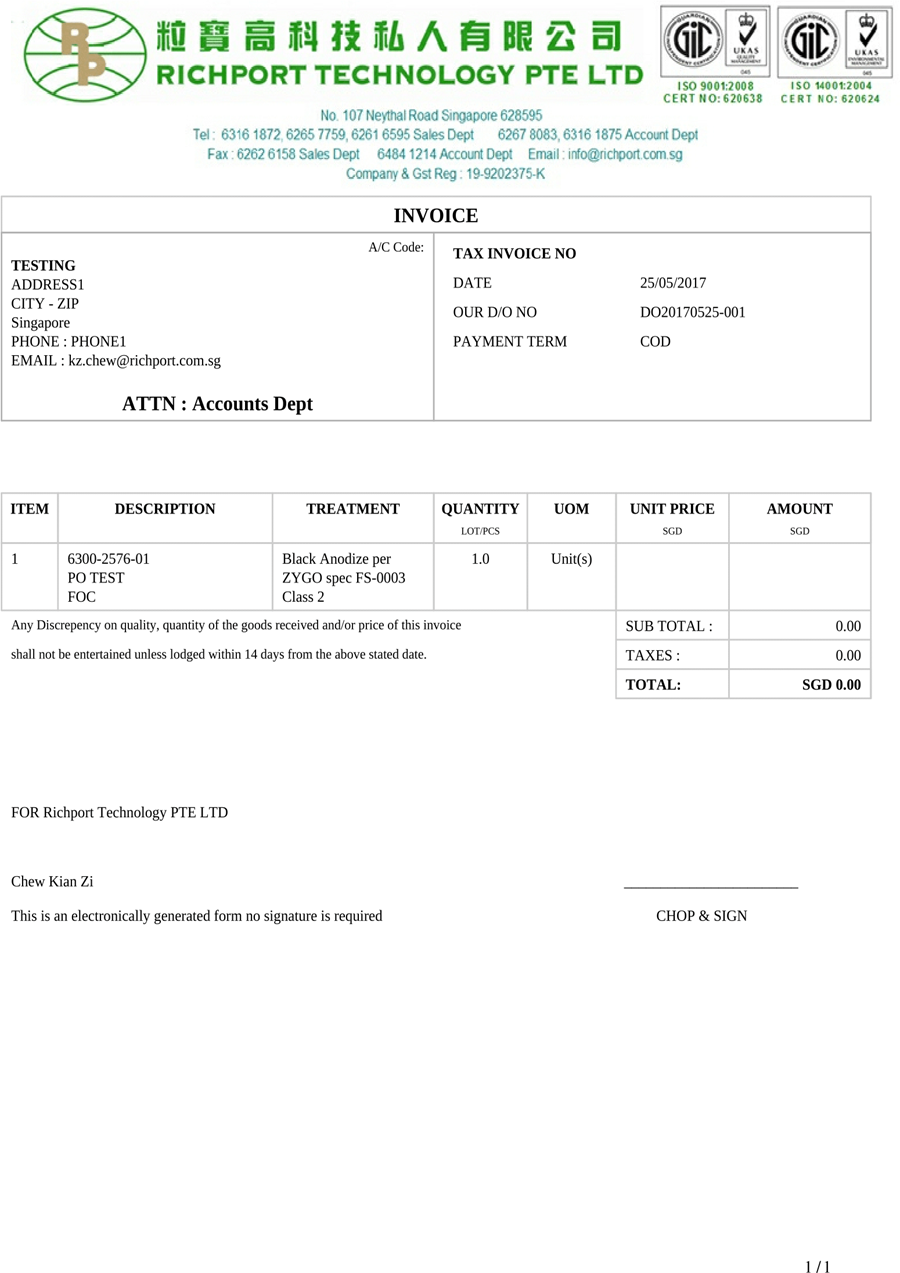 RP
粒寶高科技私人有限公司
RICHPORT TECHNOLOGY PTE LTD
GIC
UKAS
QUALITY MANAGEMENT
045
ISO 9001:2008
CERT NO: 620638
GIC
UKAS
ENVIRONMENTAL MANAGEMENT
045
ISO 14001:2004
CERT NO: 620624
No. 107 Neythal Road Singapore 628595
Tel : 6316 1872, 6265 7759, 6261 6595 Sales Dept 6267 8083, 6316 1875 Account Dept
Fax : 6262 6158 Sales Dept 6484 1214 Account Dept Email : info@richport.com.sg
Company & Gst Reg : 19-9202375-K
INVOICE
A/C Code:
TESTING
ADDRESS1
CITY - ZIP
Singapore
PHONE : PHONE1
EMAIL : kz.chew@richport.com.sg
ATTN : Accounts Dept
TAX INVOICE NO
DATE 25/05/2017
OUR D/O NO DO20170525-001
PAYMENT TERM COD
ITEM DESCRIPTION TREATMENT QUANTITY UOM UNIT PRICE AMOUNT
LOT/PCS SGD SGD
1 6300-2576-01 Black Anodize per 1.0 Unit(s)
PO TEST ZYGO spec FS-0003
FOC Class 2
Any Discrepency on quality, quantity of the goods received and/or price of this invoice
shall not be entertained unless lodged within 14 days from the above stated date.
SUB TOTAL : 0.00
TAXES : 0.00
TOTAL: SGD 0.00
FOR Richport Technology PTE LTD
Chew Kian Zi
This is an electronically generated form no signature is required
CHOP & SIGN
1 / 1